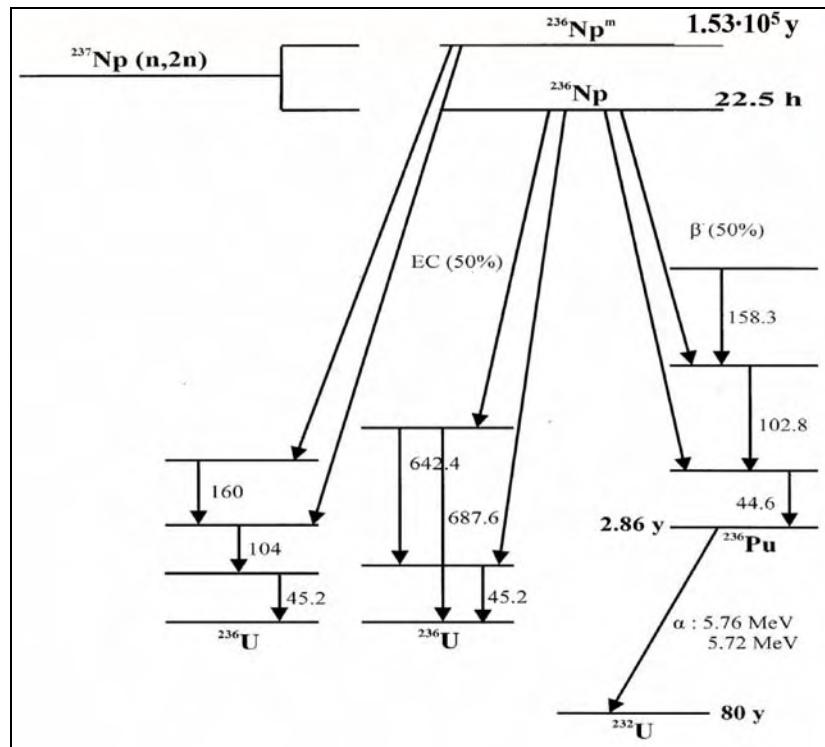 ²³⁶Npᵐ 1.53·10⁵ y
²³⁷Np (n,2n)
²³⁶Np 22.5 h
β⁻ (50%)
EC (50%)
158.3
102.8
642.4
160
687.6
44.6
2.86 y
²³⁶Pu
104
45.2
45.2
²³⁶U
²³⁶U
α : 5.76 MeV
5.72 MeV
80 y
²³²U